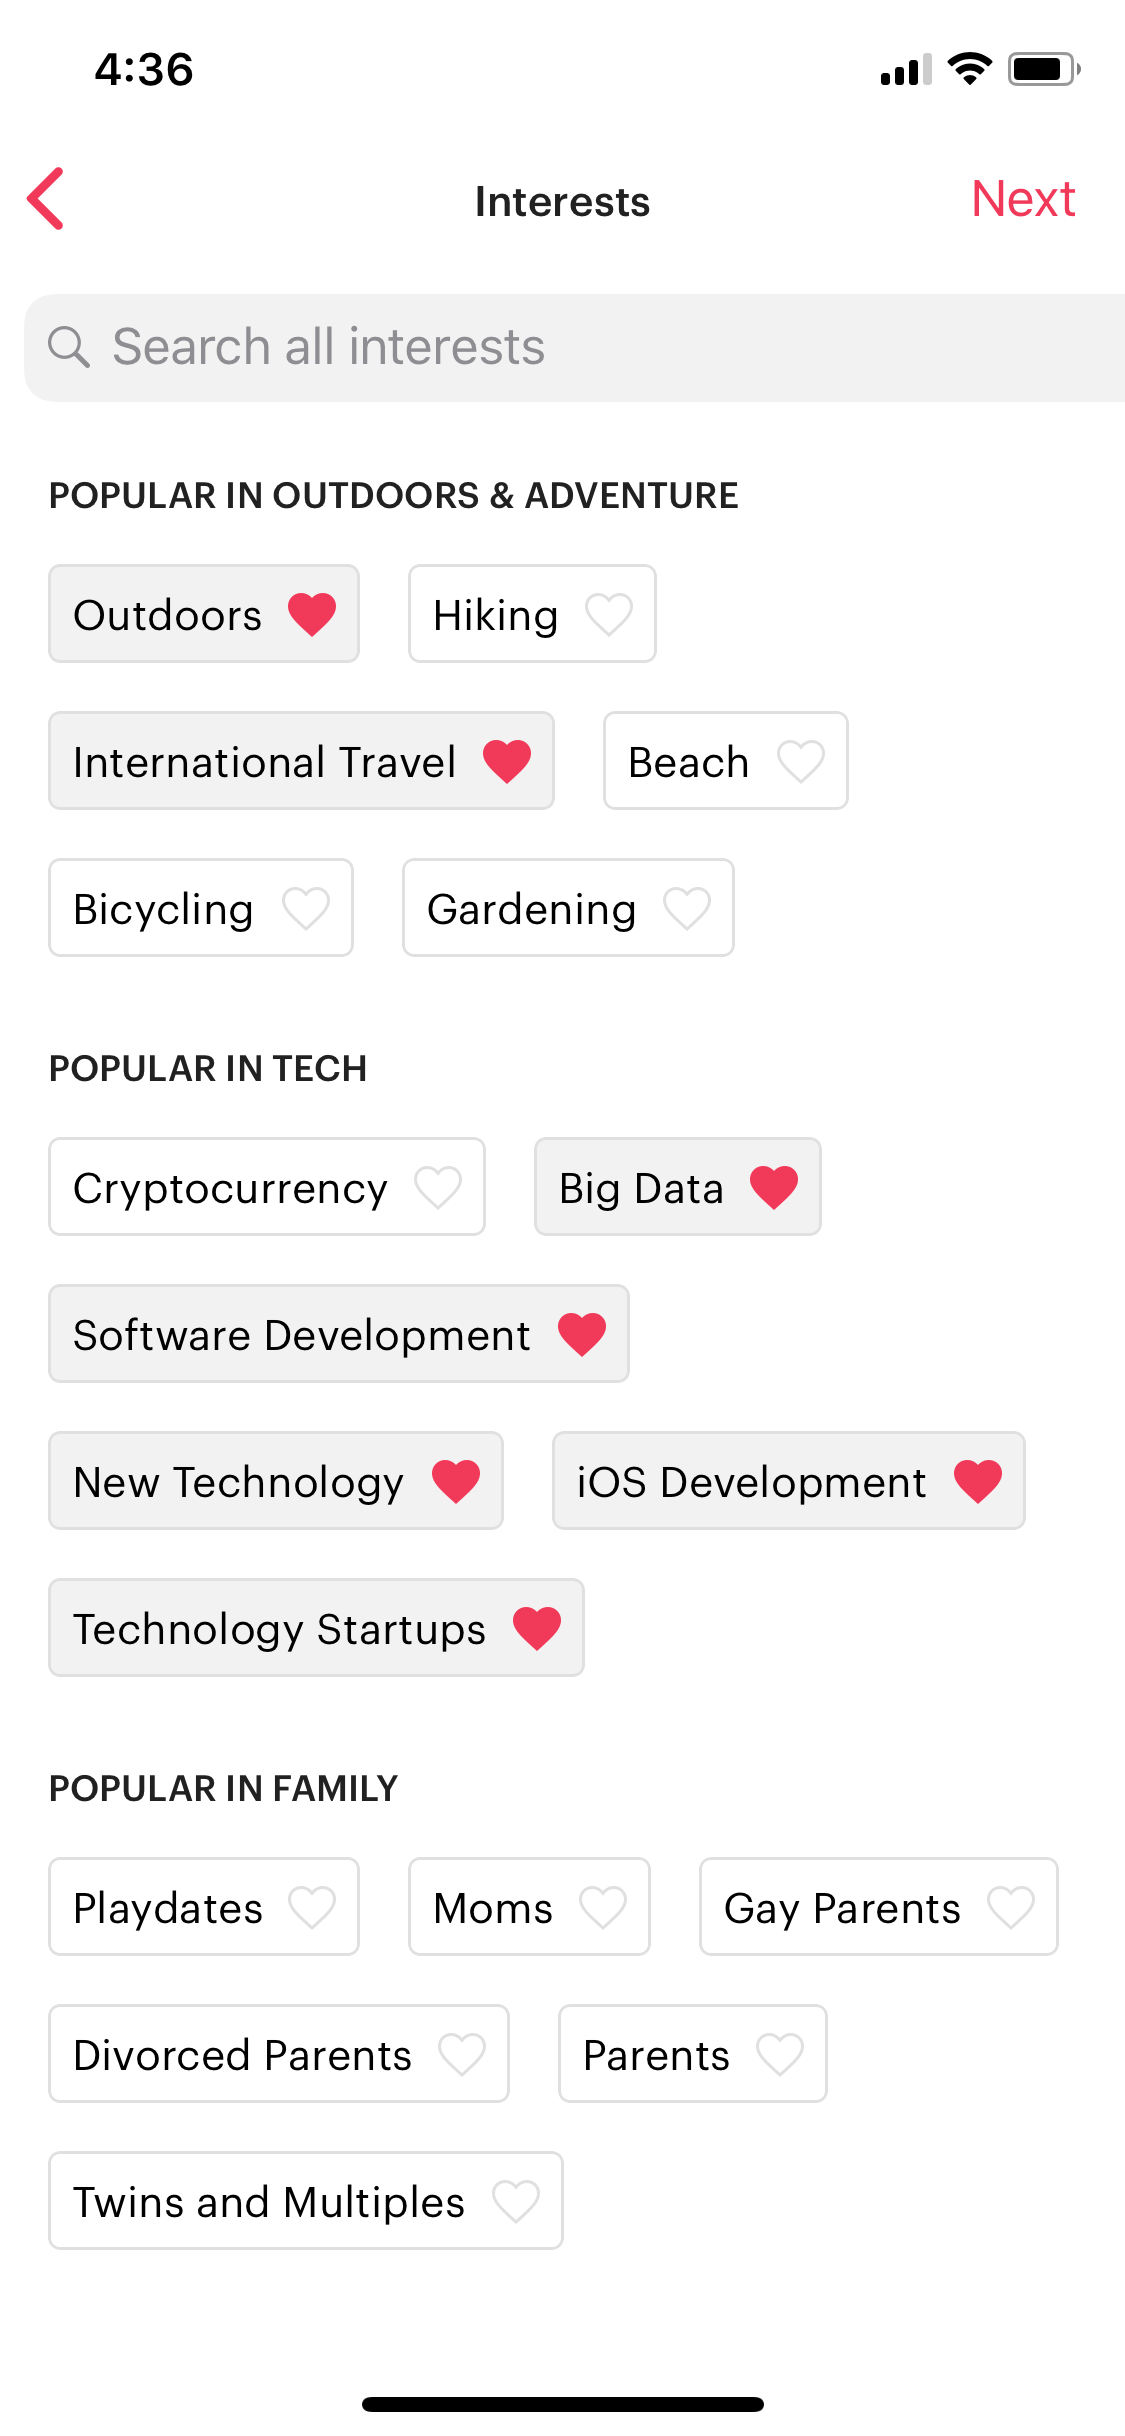 4:36
Interests
Next
Search all interests
POPULAR IN OUTDOORS & ADVENTURE
Outdoors
Hiking
International Travel
Beach
Bicycling
Gardening
POPULAR IN TECH
Cryptocurrency
Big Data
Software Development
New Technology
iOS Development
Technology Startups
POPULAR IN FAMILY
Playdates
Moms
Gay Parents
Divorced Parents
Parents
Twins and Multiples